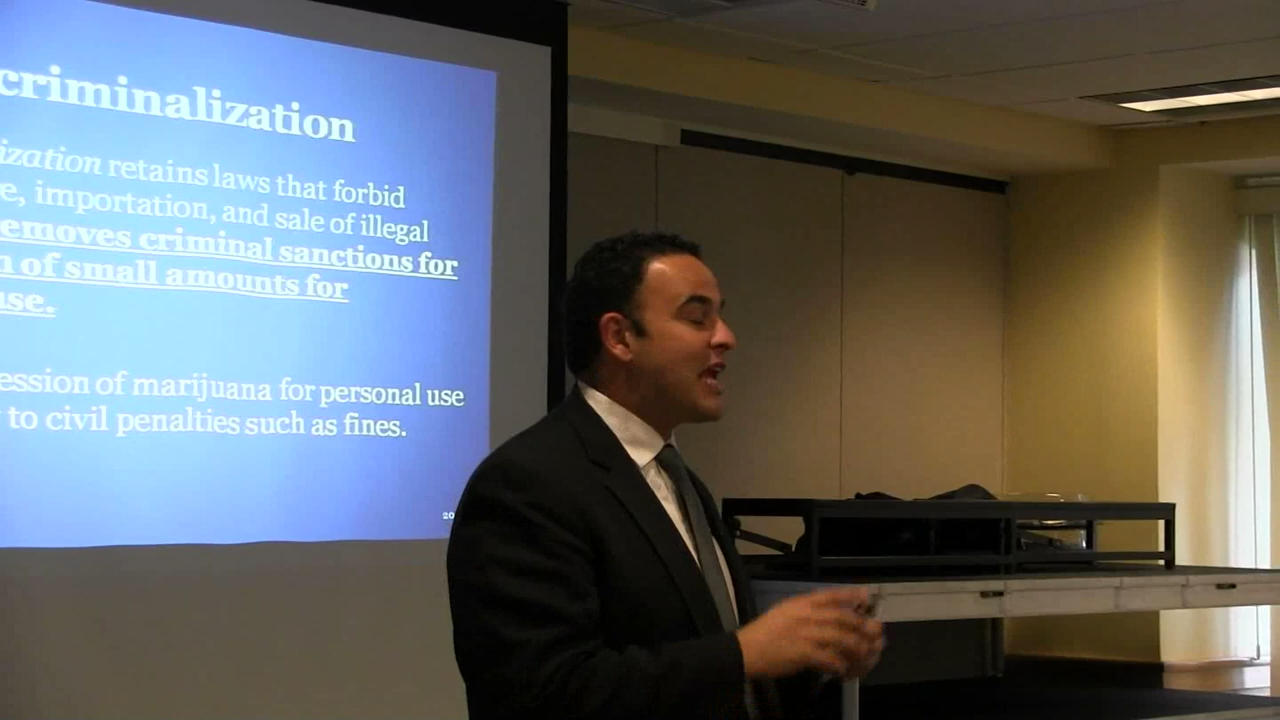 criminalization
ization retains laws that forbid
e, importation, and sale of illegal
emoves criminal sanctions for
n of small amounts for
use.
ession of marijuana for personal use
to civil penalties such as fines.
20